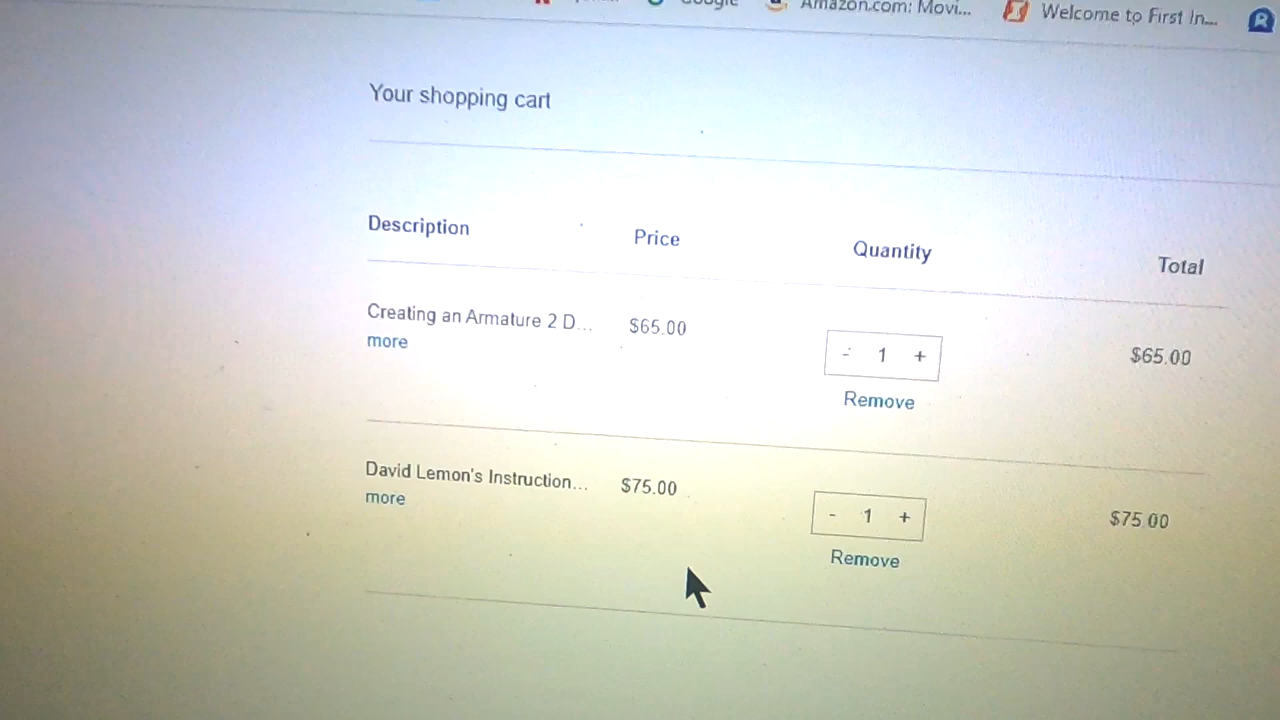 Google
Amazon.com: Movi...
Welcome to First In...
Your shopping cart
Description Price Quantity Total
Creating an Armature 2 D... $65.00 - 1 + $65.00
more
Remove
David Lemon's Instruction... $75.00 - 1 + $75.00
more
Remove